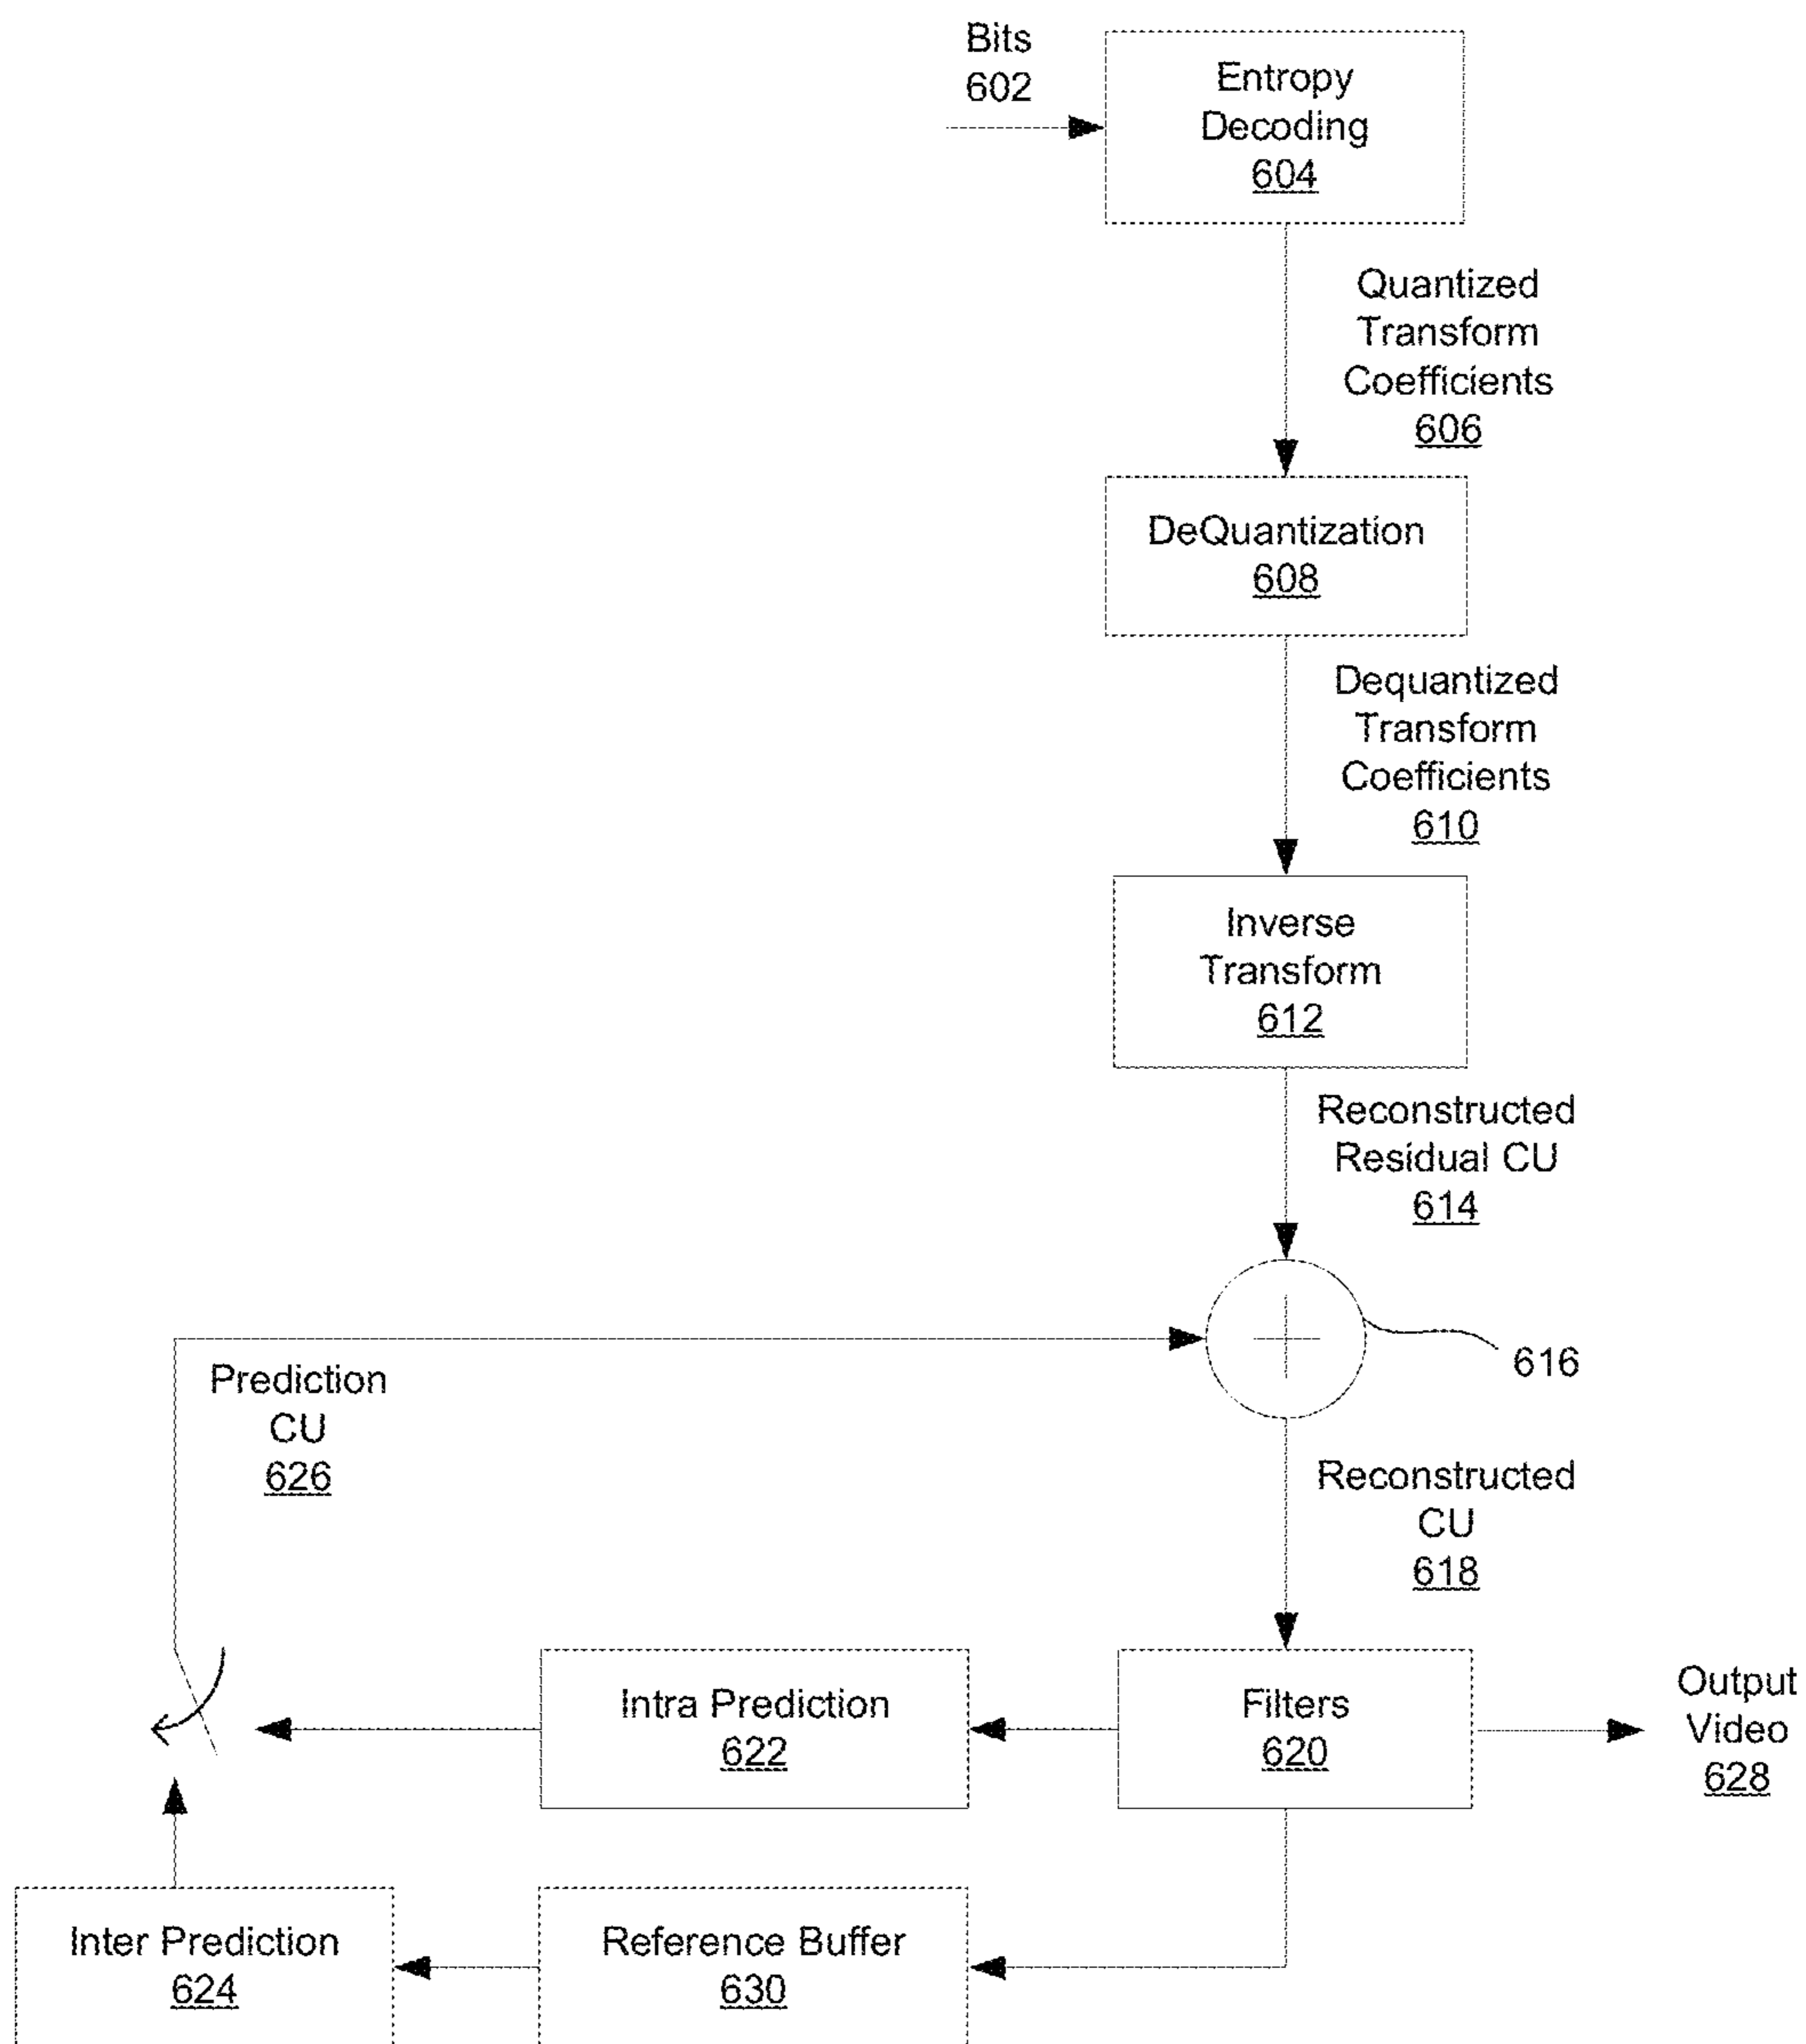 Bits
602
Entropy
Decoding
604
Quantized
Transform
Coefficients
606
DeQuantization
608
Dequantized
Transform
Coefficients
610
Inverse
Transform
612
Reconstructed
Residual CU
614
616
Prediction
CU
626
Reconstructed
CU
618
Intra Prediction
622
Filters
620
Output
Video
628
Inter Prediction
624
Reference Buffer
630